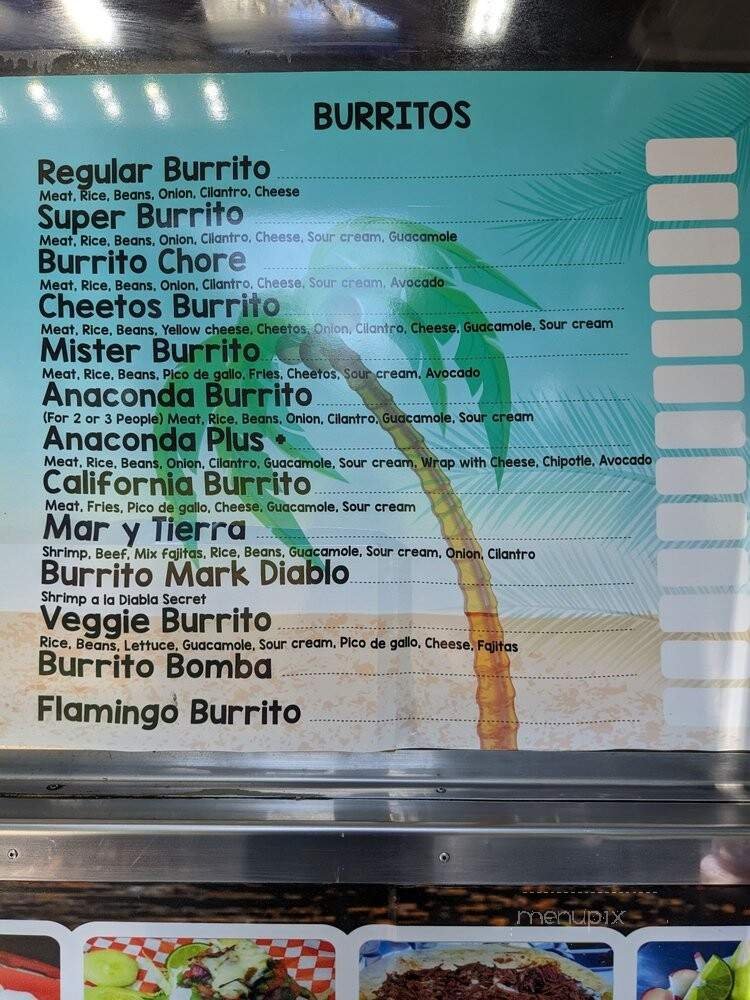 BURRITOS
Regular Burrito
Meat, Rice, Beans, Onion, Cilantro, Cheese
Super Burrito
Meat, Rice, Beans, Onion, Cilantro, Cheese, Sour cream, Guacamole
Burrito Chore
Meat, Rice, Beans, Onion, Cilantro, Cheese, Sour cream, Avocado
Cheetos Burrito
Meat, Rice, Beans, Yellow cheese, Cheetos, Onion, Cilantro, Cheese, Guacamole, Sour cream
Mister Burrito
Meat, Rice, Beans, Pico de gallo, Fries, Cheetos, Sour cream, Avocado
Anaconda Burrito
(For 2 or 3 People) Meat, Rice, Beans, Onion, Cilantro, Guacamole, Sour cream
Anaconda Plus +
Meat, Rice, Beans, Onion, Cilantro, Guacamole, Sour cream, Wrap with Cheese, Chipotle, Avocado
California Burrito
Meat, Fries, Pico de gallo, Cheese, Guacamole, Sour cream
Mar y Tierra
Shrimp, Beef, Mix fajitas, Rice, Beans, Guacamole, Sour cream, Onion, Cilantro
Burrito Mark Diablo
Shrimp a la Diabla Secret
Veggie Burrito
Rice, Beans, Lettuce, Guacamole, Sour cream, Pico de gallo, Cheese, Fajitas
Burrito Bomba
Flamingo Burrito
menupix